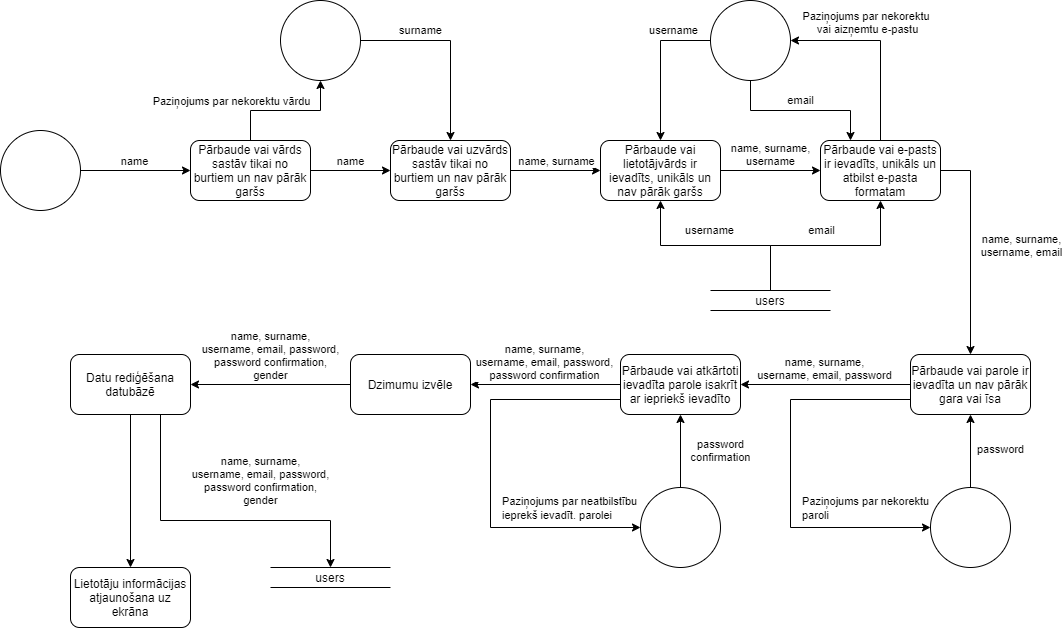 surname
Paziņojums par nekorektu vārdu
name
Pārbaude vai vārds
sastāv tikai no
burtiem un nav pārāk
garšs
name
Pārbaude vai uzvārds
sastāv tikai no
burtiem un nav pārāk
garšs
name, surname
username
Paziņojums par nekorektu
vai aizņemtu e-pastu
email
Pārbaude vai
lietotājvārds ir
ievadīts, unikāls un
nav pārāk garšs
name, surname,
username
Pārbaude vai e-pasts
ir ievadīts, unikāls un
atbilst e-pasta
formatam
username
email
users
name, surname,
username, email
Pārbaude vai parole ir
ievadīta un nav pārāk
gara vai īsa
name, surname,
username, email, password
password
Paziņojums par nekorektu
paroli
Pārbaude vai atkārtoti
ievadīta parole isakrīt
ar iepriekš ievadīto
password
confirmation
Paziņojums par neatbilstību
ieprekš ievadīt. parolei
name, surname,
username, email, password,
password confirmation
Dzimumu izvēle
name, surname,
username, email, password,
password confirmation,
gender
Datu rediģēšana
datubāzē
name, surname,
username, email, password,
password confirmation,
gender
users
Lietotāju informācijas
atjaunošana uz
ekrāna